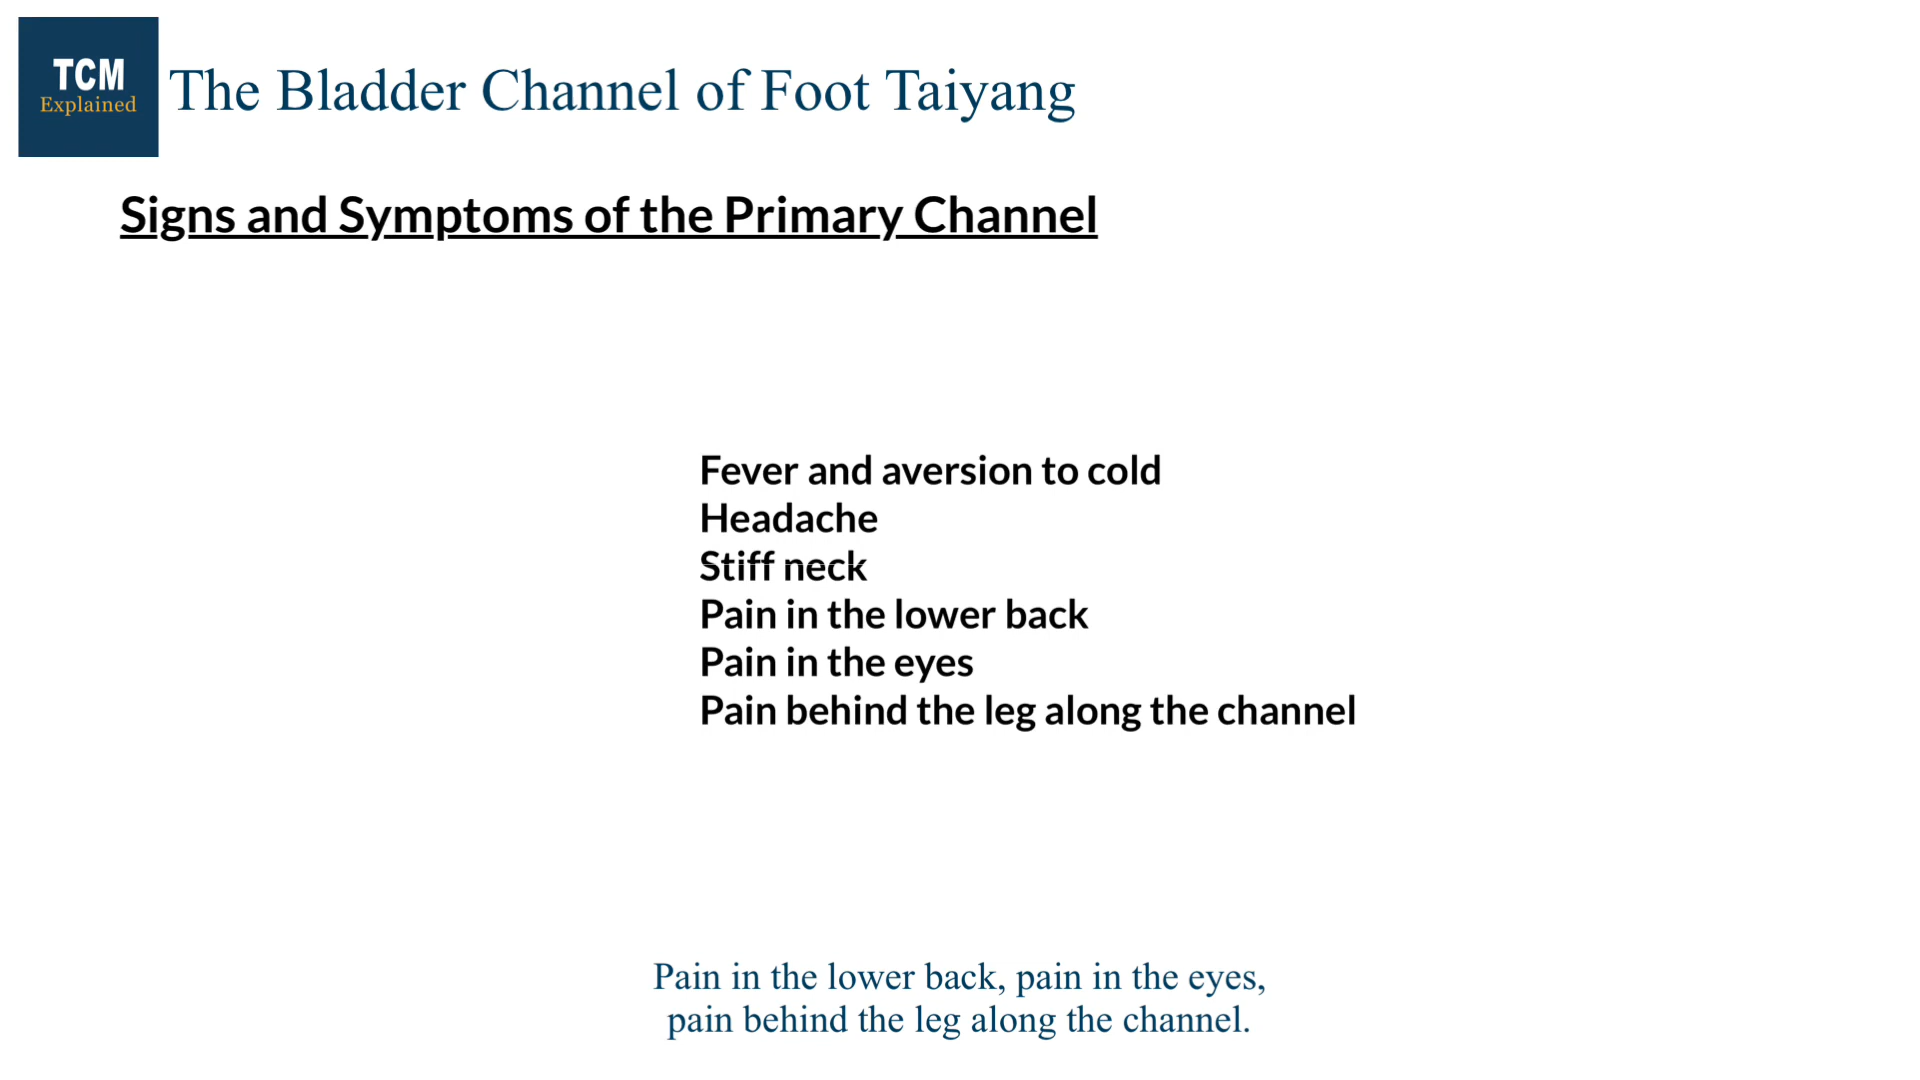 TCM
Explained
The Bladder Channel of Foot Taiyang
Signs and Symptoms of the Primary Channel
Fever and aversion to cold
Headache
Stiff neck
Pain in the lower back
Pain in the eyes
Pain behind the leg along the channel
Pain in the lower back, pain in the eyes,
pain behind the leg along the channel.